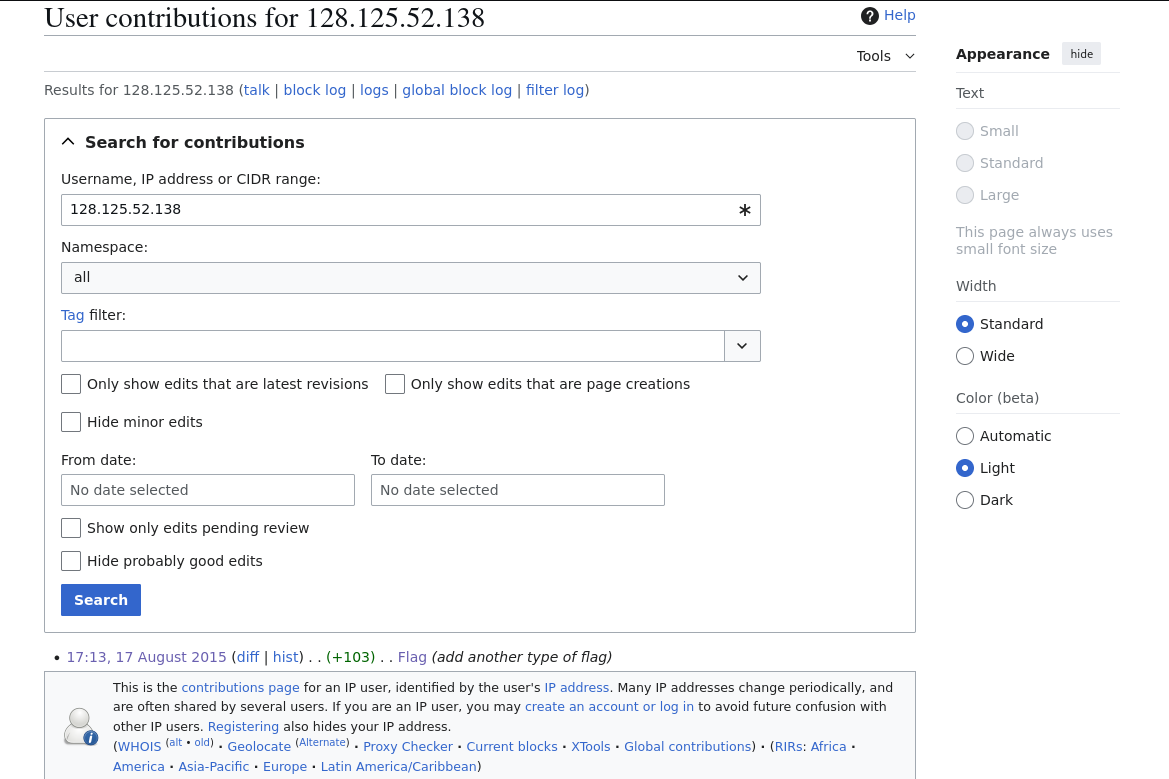 User contributions for 128.125.52.138
Help
Tools
Results for 128.125.52.138 (talk | block log | logs | global block log | filter log)
Search for contributions
Username, IP address or CIDR range:
128.125.52.138 *
Namespace:
all
Tag filter:
Only show edits that are latest revisions Only show edits that are page creations
Hide minor edits
From date: To date:
No date selected No date selected
Show only edits pending review
Hide probably good edits
Search
• 17:13, 17 August 2015 (diff | hist) . . (+103) . . Flag (add another type of flag)
This is the contributions page for an IP user, identified by the user's IP address. Many IP addresses change periodically, and
are often shared by several users. If you are an IP user, you may create an account or log in to avoid future confusion with
other IP users. Registering also hides your IP address.
(WHOIS (alt • old) · Geolocate (Alternate) · Proxy Checker · Current blocks · XTools · Global contributions) · (RIRs: Africa ·
America · Asia-Pacific · Europe · Latin America/Caribbean)
Appearance hide
Text
Small
Standard
Large
This page always uses
small font size
Width
Standard
Wide
Color (beta)
Automatic
Light
Dark